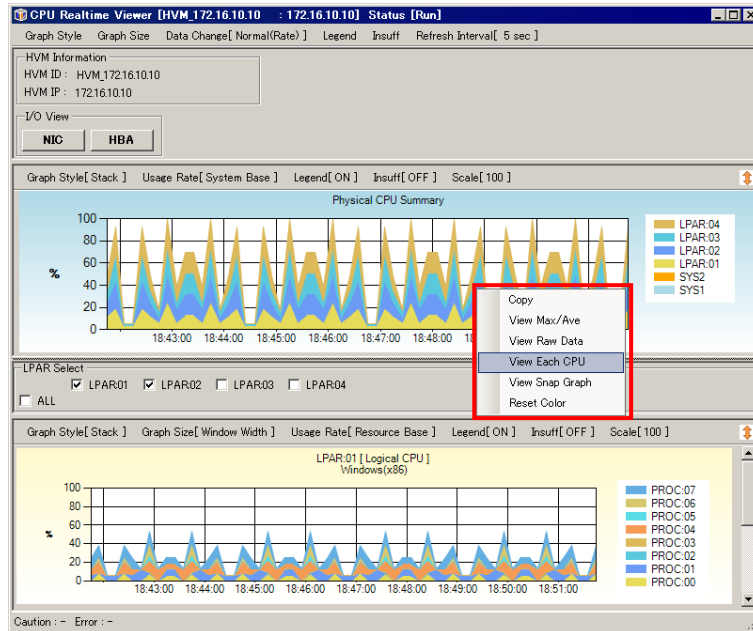 CPU Realtime Viewer [HVM_172.16.10.10 : 172.16.10.10] Status [Run]
Graph Style Graph Size Data Change[ Normal(Rate) ] Legend Insuff Refresh Interval[ 5 sec ]
HVM Information
HVM ID : HVM_172.16.10.10
HVM IP : 172.16.10.10
I/O View
NIC HBA
Graph Style[ Stack ] Usage Rate[ System Base ] Legend[ ON ] Insuff[ OFF ] Scale[ 100 ]
Physical CPU Summary
100
80
60
%
40
20
0
18:43:00 18:44:00 18:45:00 18:46:00 18:47:00 18:48:00
LPAR:04
LPAR:03
LPAR:02
LPAR:01
SYS2
SYS1
Copy
View Max/Ave
View Raw Data
View Each CPU
View Snap Graph
Reset Color
LPAR Select
LPAR01 LPAR02 LPAR03 LPAR04
ALL
Graph Style[ Stack ] Graph Size[ Window Width ] Usage Rate[ Resource Base ] Legend[ ON ] Insuff[ OFF ] Scale[ 100 ]
LPAR:01 [ Logical CPU ]
Windows(x86)
100
80
60
%
40
20
0
18:43:00 18:44:00 18:45:00 18:46:00 18:47:00 18:48:00 18:49:00 18:50:00 18:51:00
PROC:07
PROC:06
PROC:05
PROC:04
PROC:03
PROC:02
PROC:01
PROC:00
Caution : - Error : -